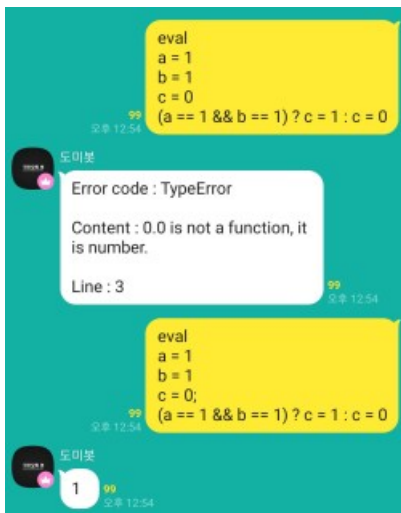 eval
a = 1
b = 1
c = 0
(a == 1 && b == 1) ? c = 1 : c = 0
99
오후 12:54
도미봇
Error code : TypeError
Content : 0.0 is not a function, it
is number.
Line : 3
99
오후 12:54
eval
a = 1
b = 1
c = 0;
(a == 1 && b == 1) ? c = 1 : c = 0
99
오후 12:54
도미봇
1
99
오후 12:54